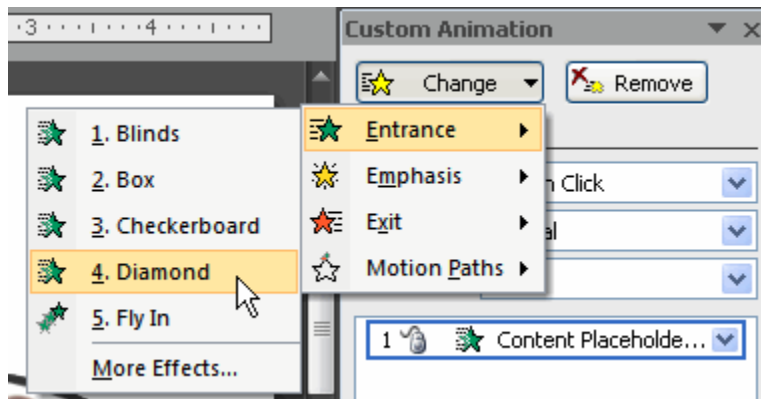 3 4
Custom Animation
Change Remove
1. Blinds
2. Box
3. Checkerboard
4. Diamond
5. Fly In
More Effects...
Entrance
Emphasis
Exit
Motion Paths
Click
1 Content Placeholde...